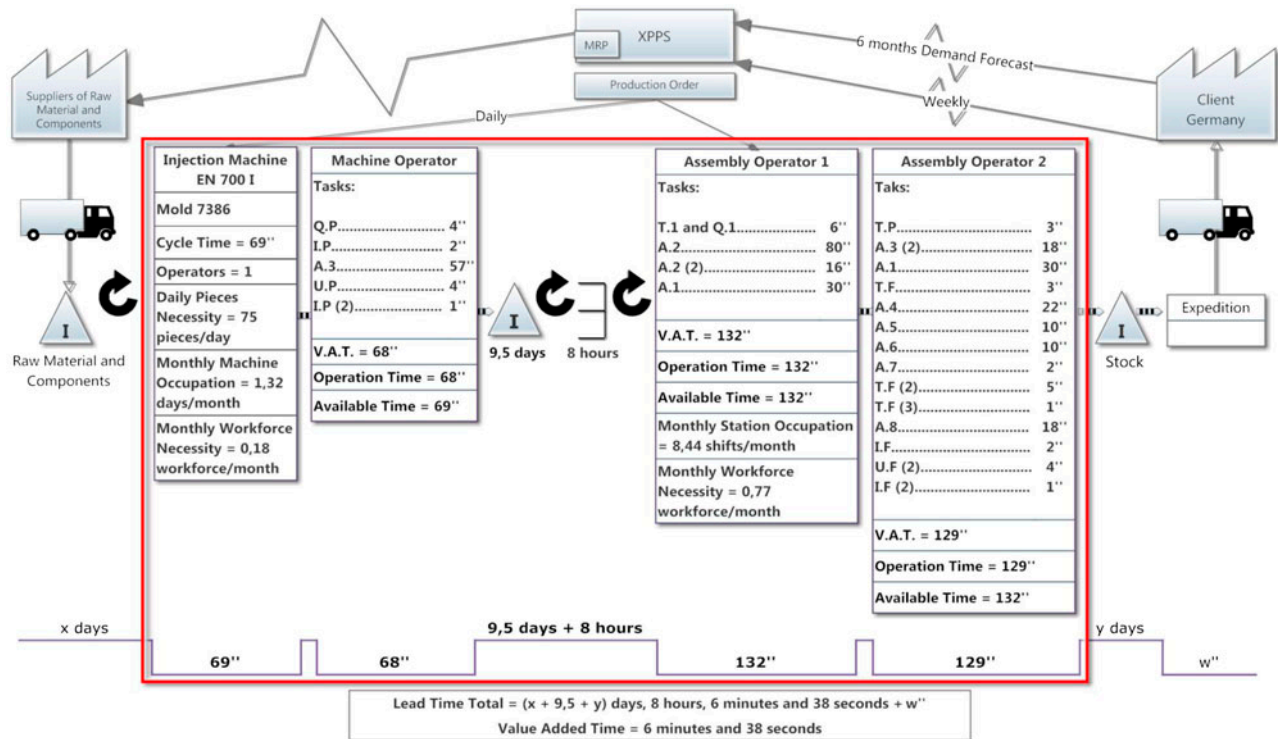 XPPS
MRP
Production Order
6 months Demand Forecast
Weekly
Daily
Suppliers of Raw
Material and
Components
Client
Germany
Injection Machine
EN 700 I
Mold 7386
Cycle Time = 69''
Operators = 1
Daily Pieces
Necessity = 75
pieces/day
Monthly Machine
Occupation = 1,32
days/month
Monthly Workforce
Necessity = 0,18
workforce/month
Machine Operator
Tasks:
Q.P................... 4''
I.P..................... 2''
A.3.................... 57''
U.P.................... 4''
I.P (2)............... 1''
V.A.T. = 68''
Operation Time = 68''
Available Time = 69''
I
Raw Material and
Components
I
9,5 days
8 hours
Assembly Operator 1
Tasks:
T.1 and Q.1................. 6''
A.2............................... 80''
A.2 (2)......................... 16''
A.1............................... 30''
V.A.T. = 132''
Operation Time = 132''
Available Time = 132''
Monthly Station Occupation
= 8,44 shifts/month
Monthly Workforce
Necessity = 0,77
workforce/month
Assembly Operator 2
Taks:
T.P................................ 3''
A.3 (2).......................... 18''
A.1................................ 30''
T.F................................ 3''
A.4................................ 22''
A.5................................ 10''
A.6................................ 10''
A.7................................ 2''
T.F (2).......................... 5''
T.F (3).......................... 1''
A.8................................ 18''
I.F................................. 2''
U.F (2).......................... 4''
I.F (2)........................... 1''
V.A.T. = 129''
Operation Time = 129''
Available Time = 132''
I
Stock
Expedition
x days
9,5 days + 8 hours
y days
69''
68''
132''
129''
w''
Lead Time Total = (x + 9,5 + y) days, 8 hours, 6 minutes and 38 seconds + w''
Value Added Time = 6 minutes and 38 seconds